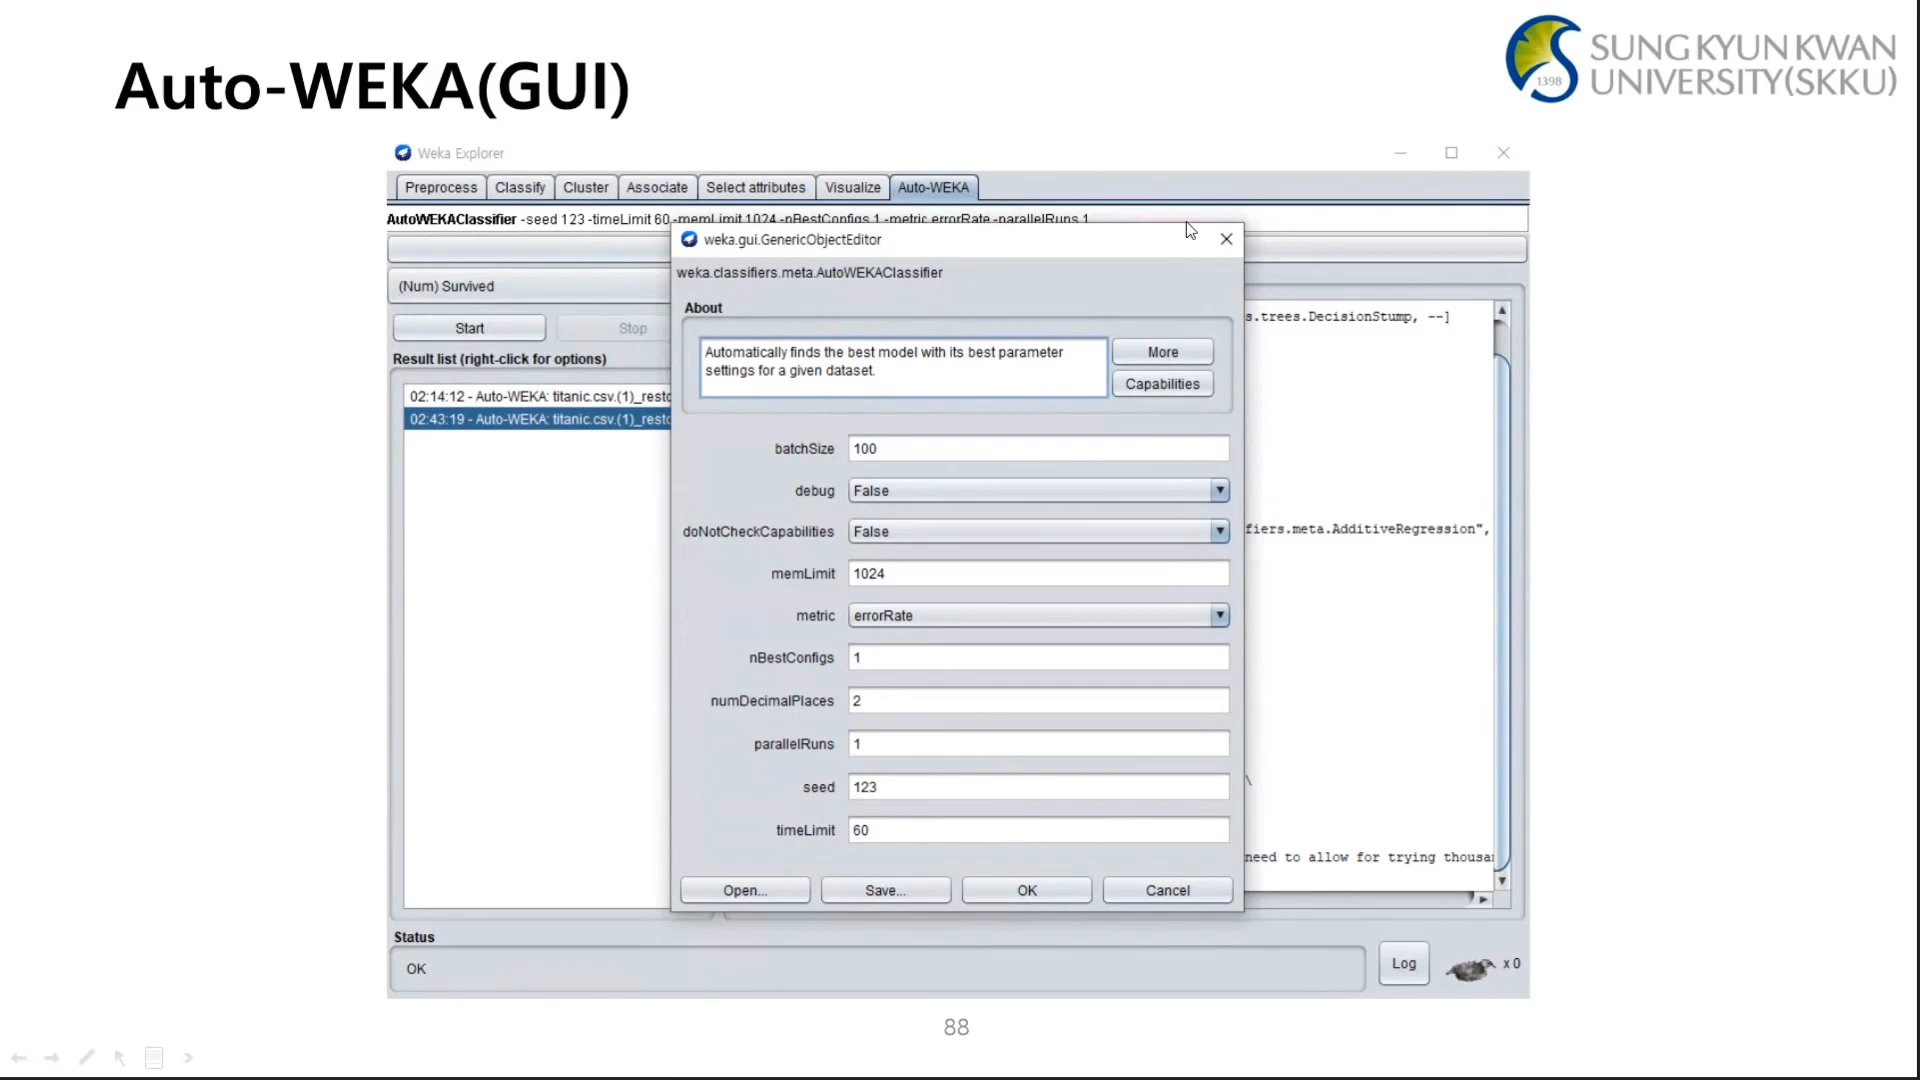 Auto-WEKA(GUI)
1398
SUNG KYUN KWAN
UNIVERSITY(SKKU)
Weka Explorer
Preprocess Classify Cluster Associate Select attributes Visualize Auto-WEKA
AutoWEKAClassifier -seed 123 -timeLimit 60 -memLimit 1024 -nBestConfigs 1 -metric errorRate -parallelRuns 1
weka.gui.GenericObjectEditor
weka.classifiers.meta.AutoWEKAClassifier
(Num) Survived
About
s.trees.DecisionStump, --]
Start Stop
Automatically finds the best model with its best parameter
settings for a given dataset.
More
Capabilities
Result list (right-click for options)
02:14:12 - Auto-WEKA: titanic.csv.(1)_resto
02:43:19 - Auto-WEKA: titanic.csv.(1)_resto
batchSize 100
debug False
doNotCheckCapabilities False
fiers.meta.AdditiveRegression",
memLimit 1024
metric errorRate
nBestConfigs 1
numDecimalPlaces 2
parallelRuns 1
seed 123
\
timeLimit 60
need to allow for trying thousa
Open... Save... OK Cancel
Status
OK
Log
x 0
88